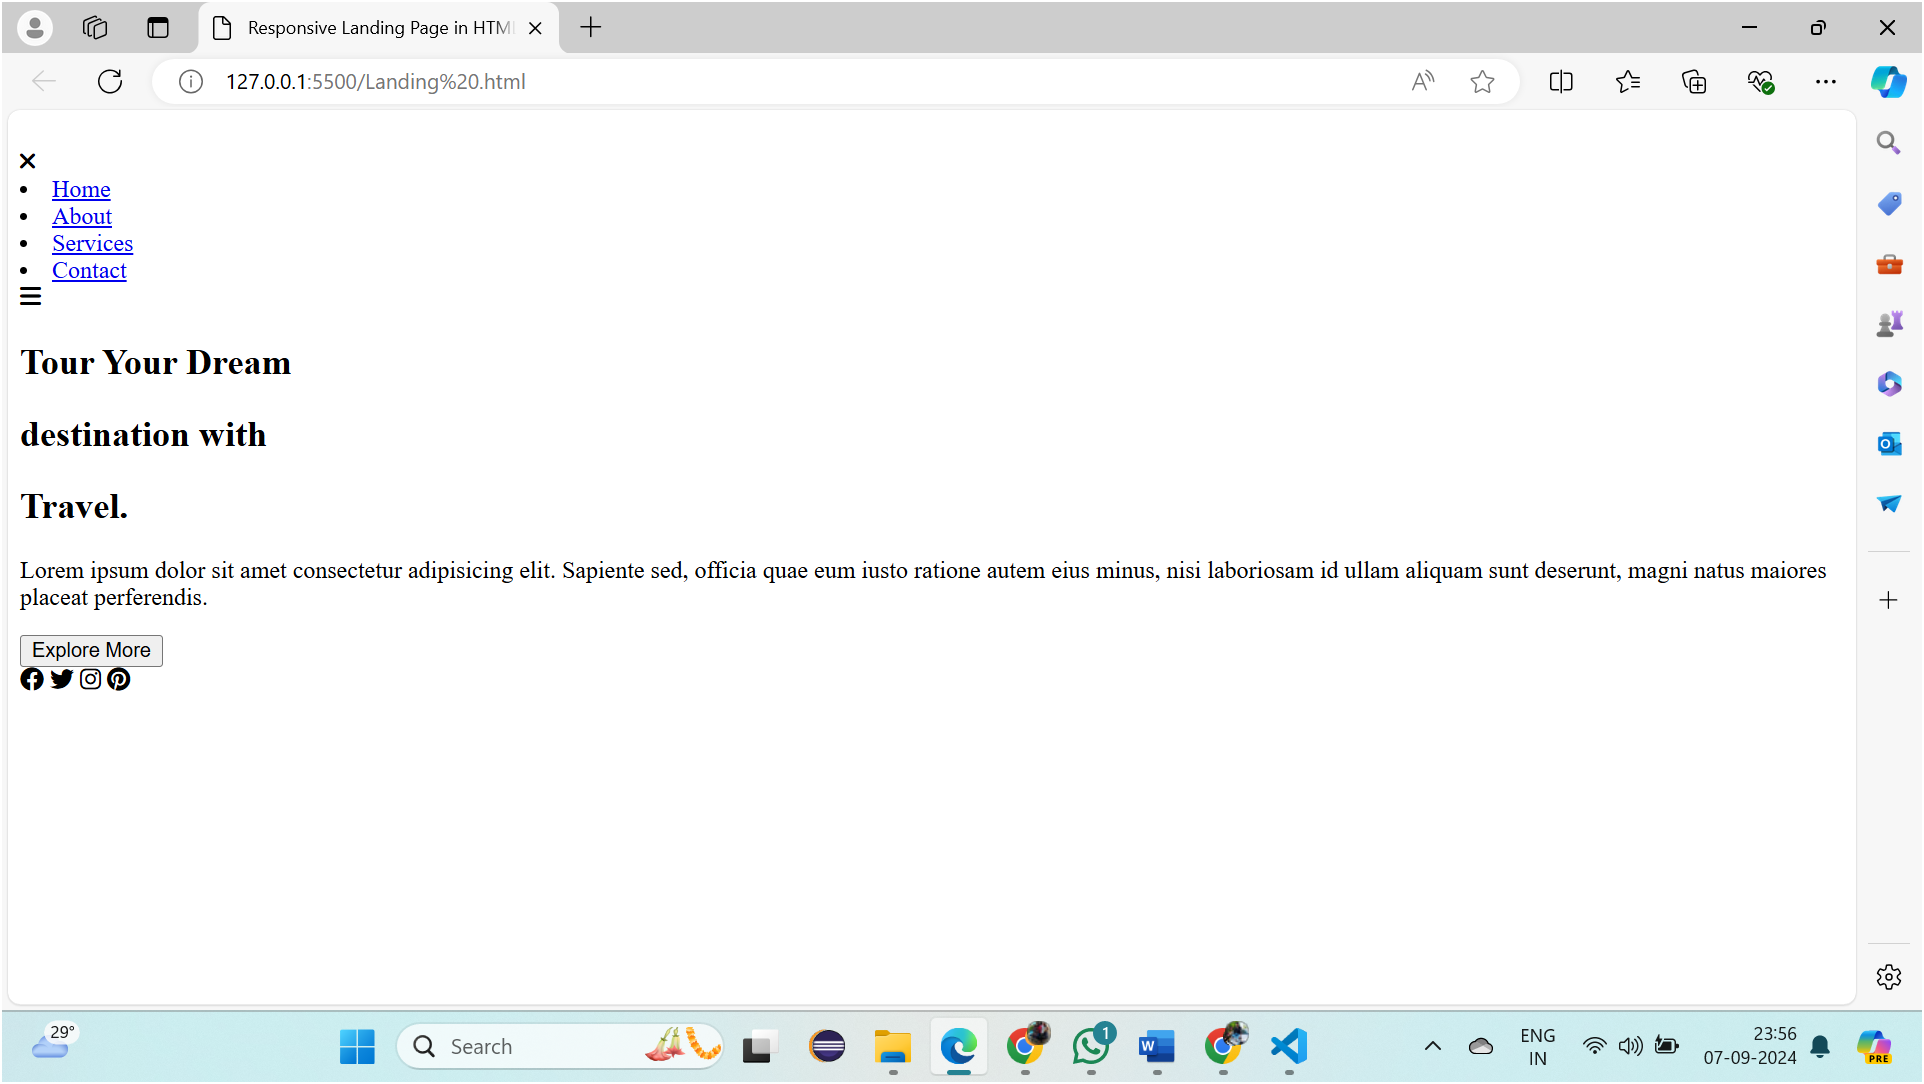 Responsive Landing Page in HTM
127.0.0.1:5500/Landing%20.html
Home
About
Services
Contact
Tour Your Dream
destination with
Travel.
Lorem ipsum dolor sit amet consectetur adipisicing elit. Sapiente sed, officia quae eum iusto ratione autem eius minus, nisi laboriosam id ullam aliquam sunt deserunt, magni natus maiores
placeat perferendis.
Explore More
29°
Search
1
W
ENG
IN
23:56
07-09-2024
PRE